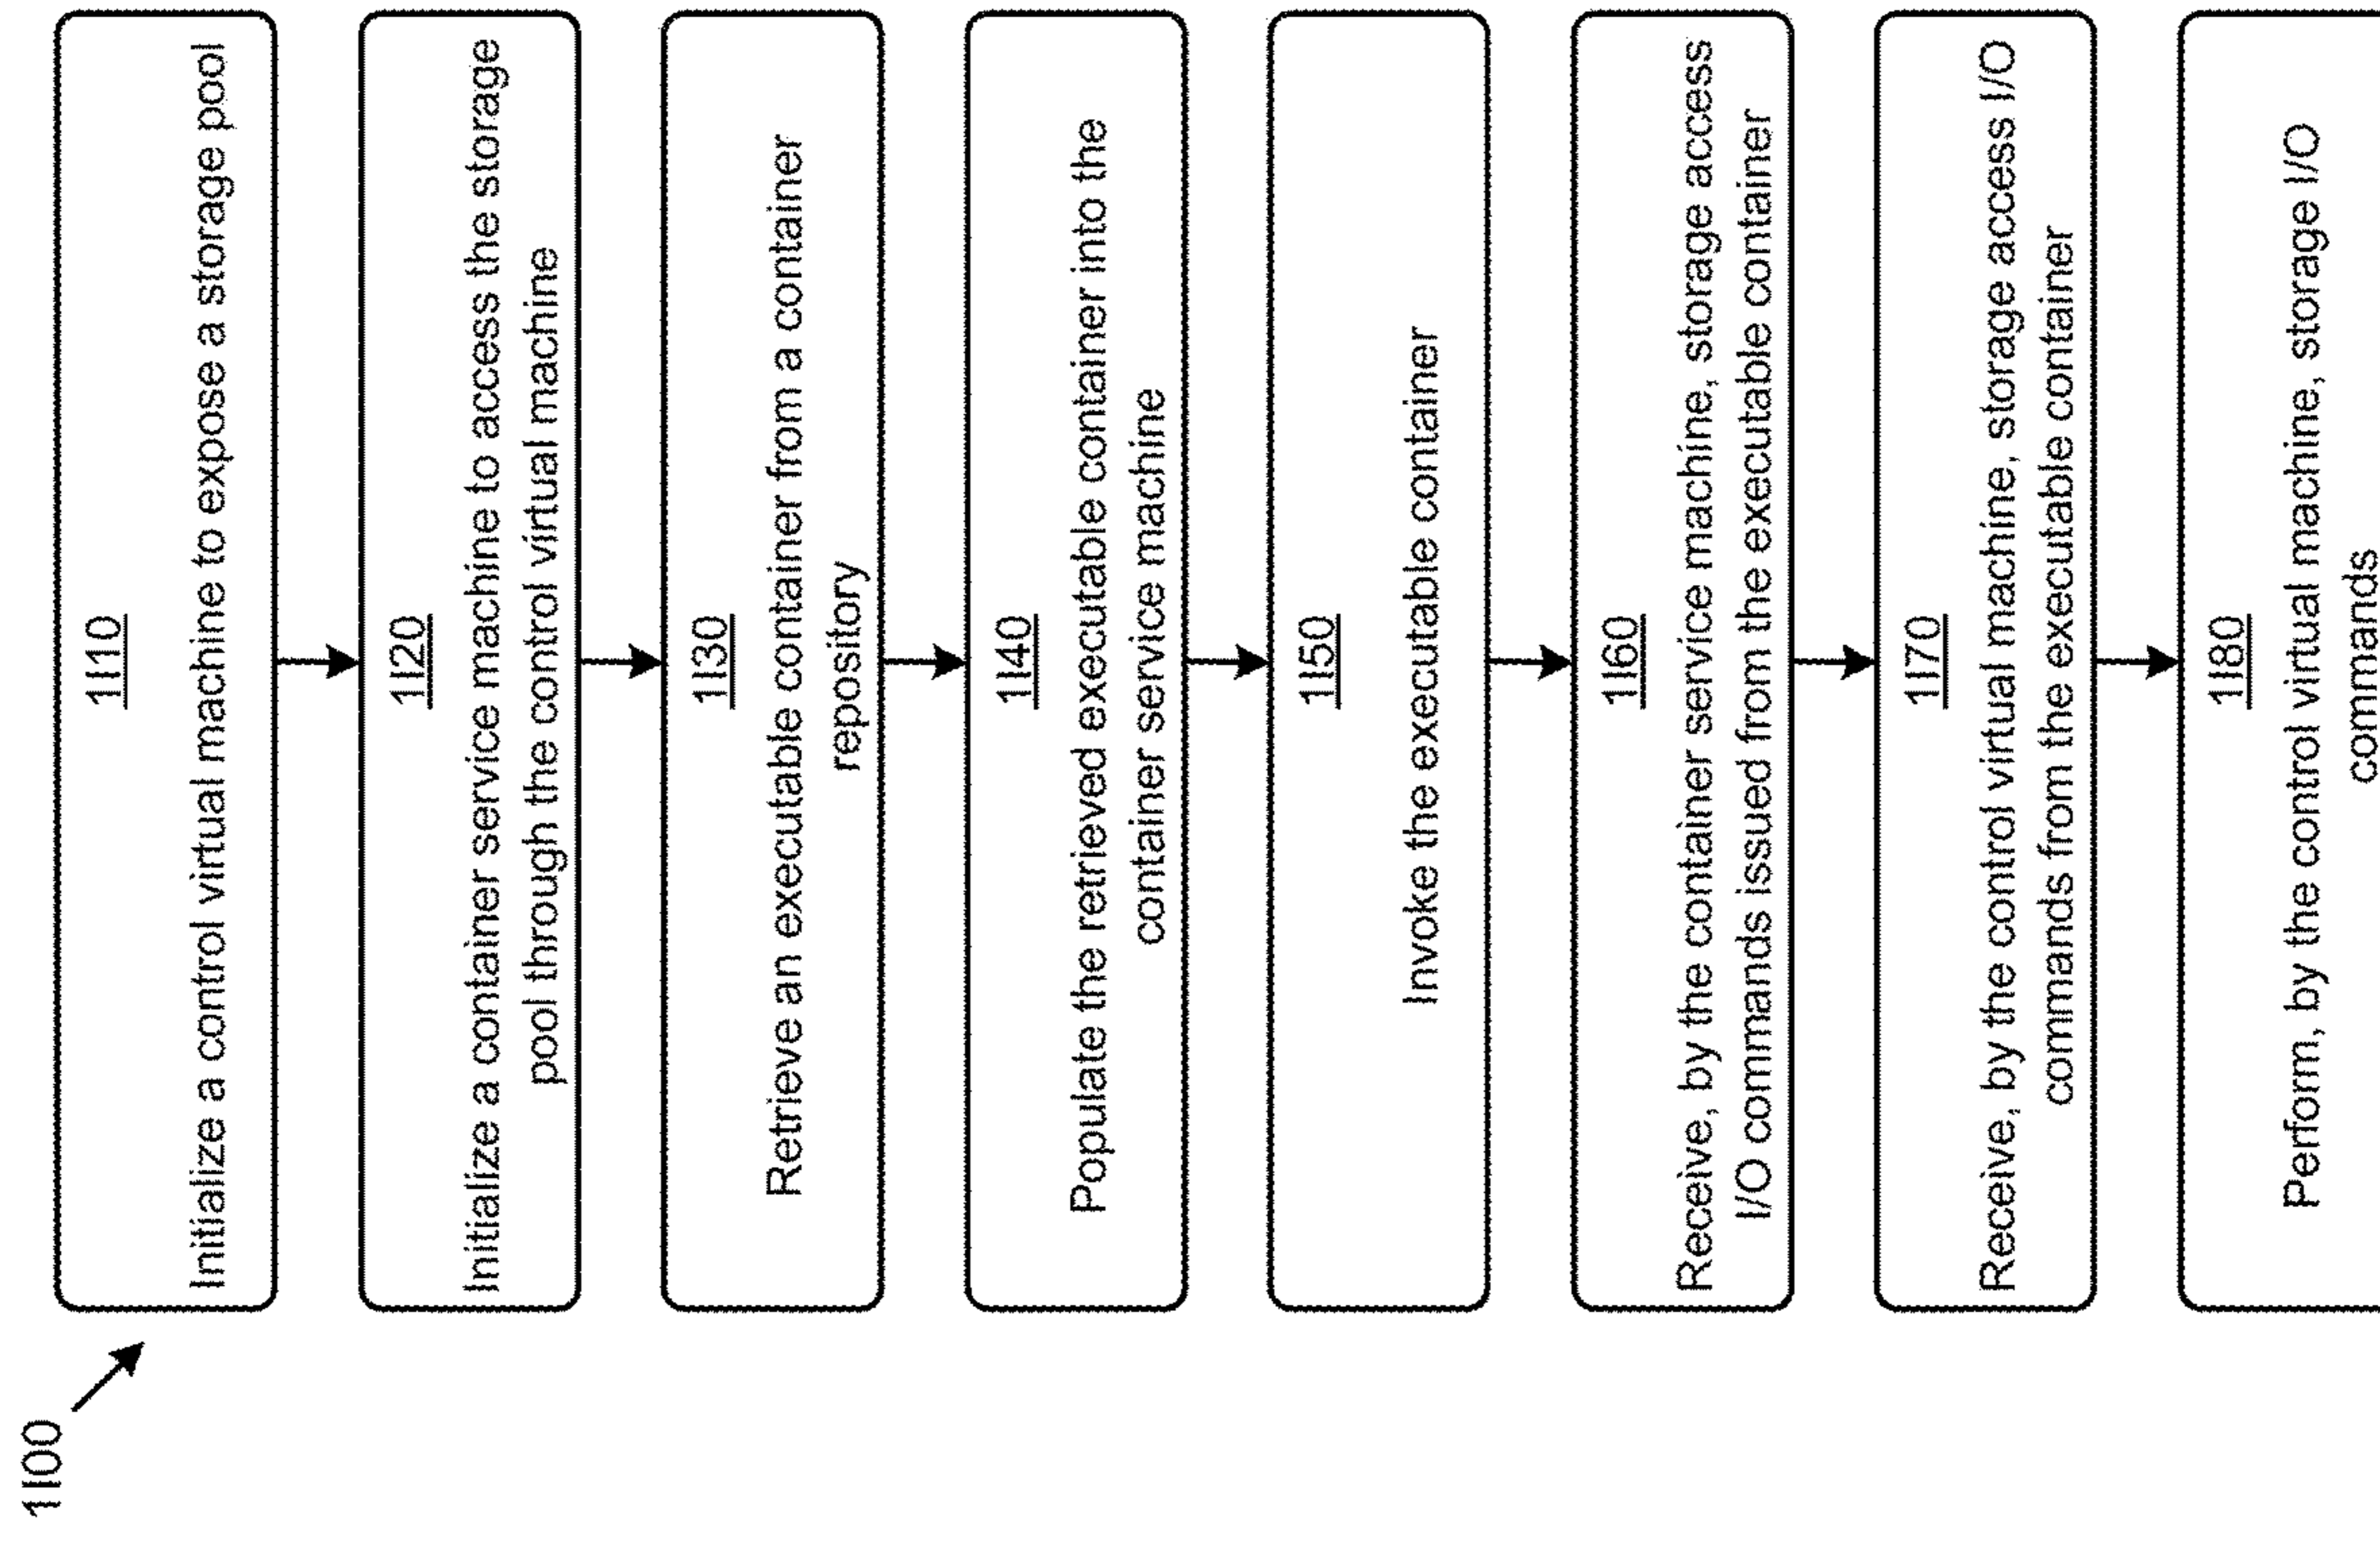 1I00
1I10
Initialize a control virtual machine to expose a storage pool
1I20
Initialize a container service machine to access the storage
pool through the control virtual machine
1I30
Retrieve an executable container from a container
repository
1I40
Populate the retrieved executable container into the
container service machine
1I50
Invoke the executable container
1I60
Receive, by the container service machine, storage access
I/O commands issued from the executable container
1I70
Receive, by the control virtual machine, storage access I/O
commands from the executable container
1I80
Perform, by the control virtual machine, storage I/O
commands